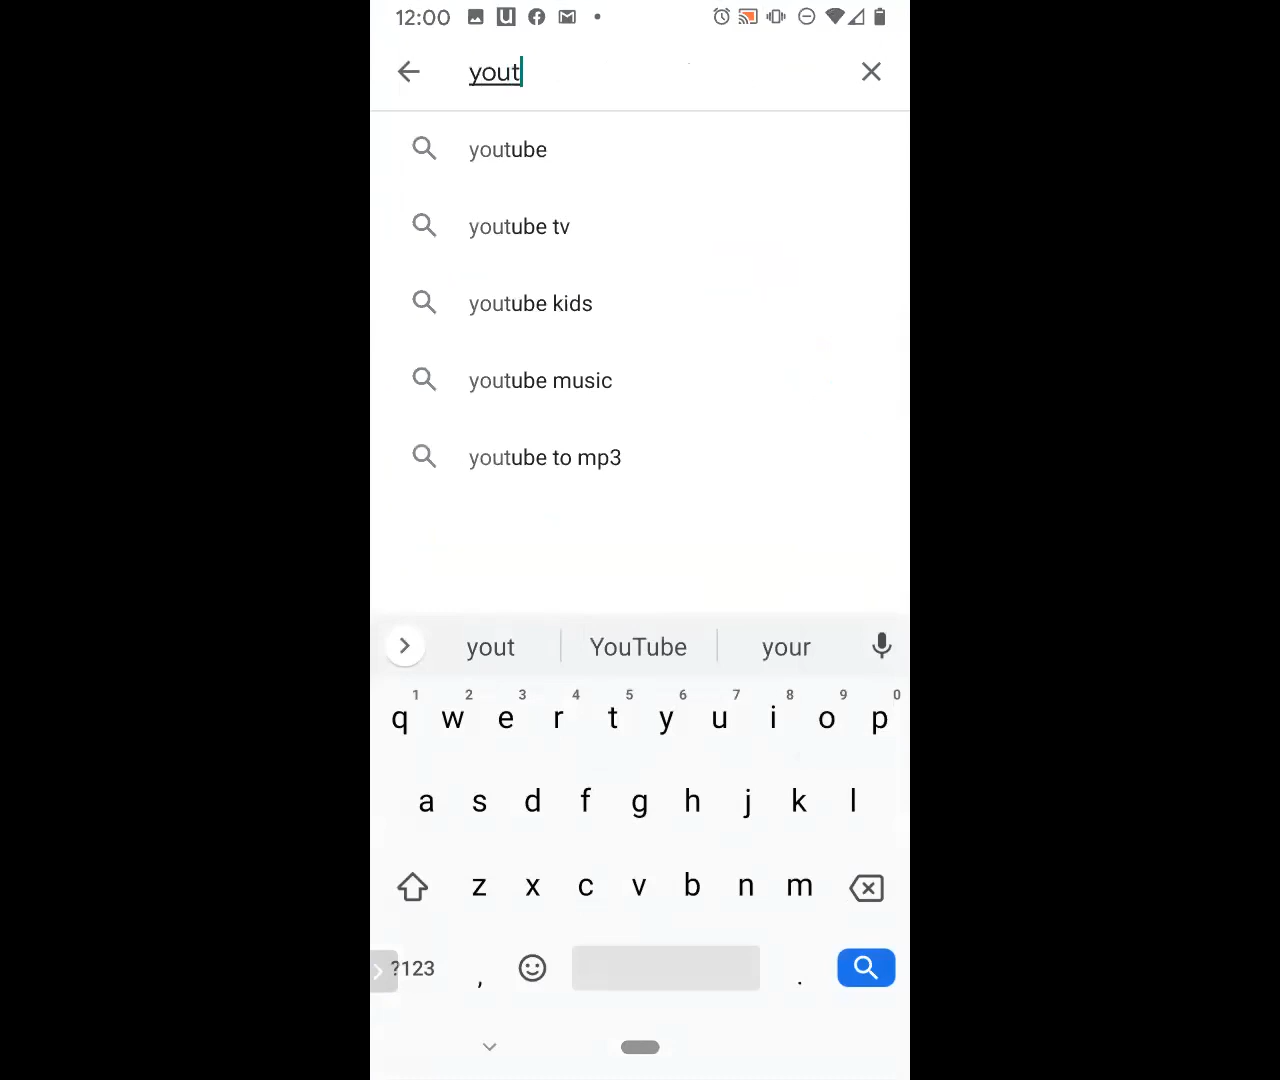 12:00
yout
youtube
youtube tv
youtube kids
youtube music
youtube to mp3
yout YouTube your
1 2 3 4 5 6 7 8 9 0
q w e r t y u i o p
a s d f g h j k l
z x c v b n m
?123 , .